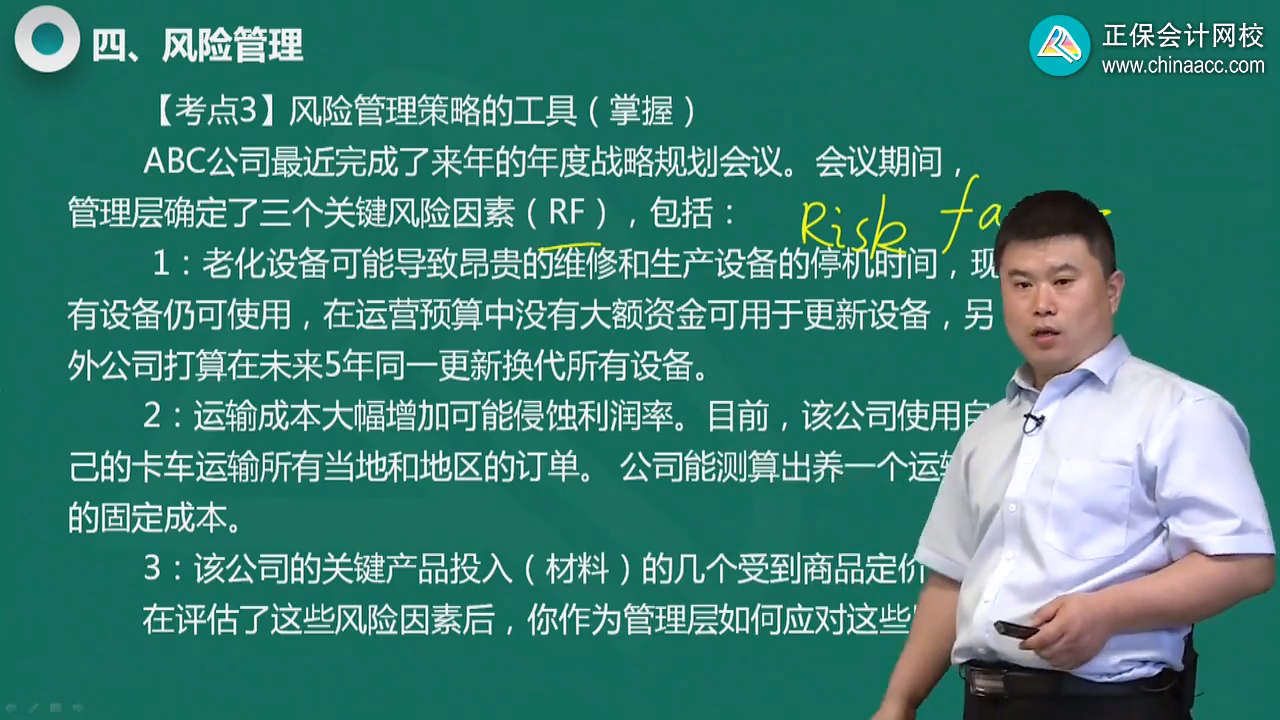 四、风险管理
正保会计网校
www.chinaacc.com
【考点3】风险管理策略的工具（掌握）
ABC公司最近完成了来年的年度战略规划会议。会议期间，
管理层确定了三个关键风险因素（RF），包括：
Risk fa
1：老化设备可能导致昂贵的维修和生产设备的停机时间，现
有设备仍可使用，在运营预算中没有大额资金可用于更新设备，另
外公司打算在未来5年同一更新换代所有设备。
2：运输成本大幅增加可能侵蚀利润率。目前，该公司使用自
己的卡车运输所有当地和地区的订单。 公司能测算出养一个运输
的固定成本。
3：该公司的关键产品投入（材料）的几个受到商品定价
在评估了这些风险因素后，你作为管理层如何应对这些